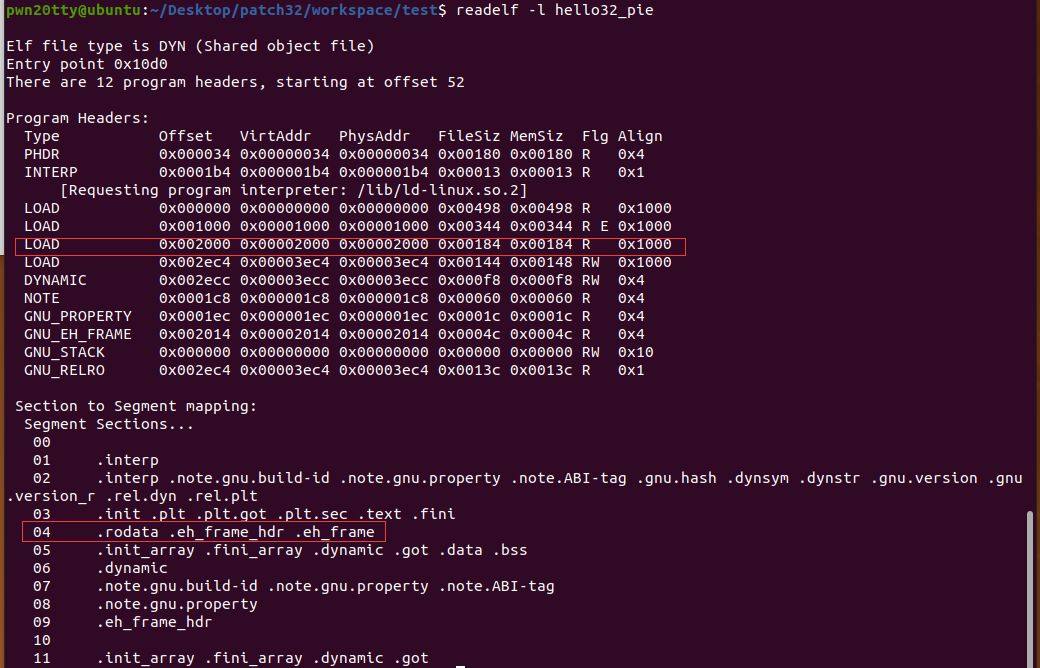 pwn20tty@ubuntu:~/Desktop/patch32/workspace/test$ readelf -l hello32_pie

Elf file type is DYN (Shared object file)
Entry point 0x10d0
There are 12 program headers, starting at offset 52

Program Headers:
  Type           Offset   VirtAddr   PhysAddr   FileSiz MemSiz  Flg Align
  PHDR           0x000034 0x00000034 0x00000034 0x00180 0x00180 R   0x4
  INTERP         0x0001b4 0x000001b4 0x000001b4 0x00013 0x00013 R   0x1
      [Requesting program interpreter: /lib/ld-linux.so.2]
  LOAD           0x000000 0x00000000 0x00000000 0x00498 0x00498 R   0x1000
  LOAD           0x001000 0x00001000 0x00001000 0x00344 0x00344 R E 0x1000
  LOAD           0x002000 0x00002000 0x00002000 0x00184 0x00184 R   0x1000
  LOAD           0x002ec4 0x00003ec4 0x00003ec4 0x00144 0x00148 RW  0x1000
  DYNAMIC        0x002ecc 0x00003ecc 0x00003ecc 0x000f8 0x000f8 RW  0x4
  NOTE           0x0001c8 0x000001c8 0x000001c8 0x00060 0x00060 R   0x4
  GNU_PROPERTY   0x0001ec 0x000001ec 0x000001ec 0x0001c 0x0001c R   0x4
  GNU_EH_FRAME   0x002014 0x00002014 0x00002014 0x0004c 0x0004c R   0x4
  GNU_STACK      0x000000 0x00000000 0x00000000 0x00000 0x00000 RW  0x10
  GNU_RELRO      0x002ec4 0x00003ec4 0x00003ec4 0x0013c 0x0013c R   0x1

 Section to Segment mapping:
  Segment Sections...
   00
   01     .interp
   02     .interp .note.gnu.build-id .note.gnu.property .note.ABI-tag .gnu.hash .dynsym .dynstr .gnu.version .gnu
.version_r .rel.dyn .rel.plt
   03     .init .plt .plt.got .plt.sec .text .fini
   04     .rodata .eh_frame_hdr .eh_frame
   05     .init_array .fini_array .dynamic .got .data .bss
   06     .dynamic
   07     .note.gnu.build-id .note.gnu.property .note.ABI-tag
   08     .note.gnu.property
   09     .eh_frame_hdr
   10
   11     .init_array .fini_array .dynamic .got